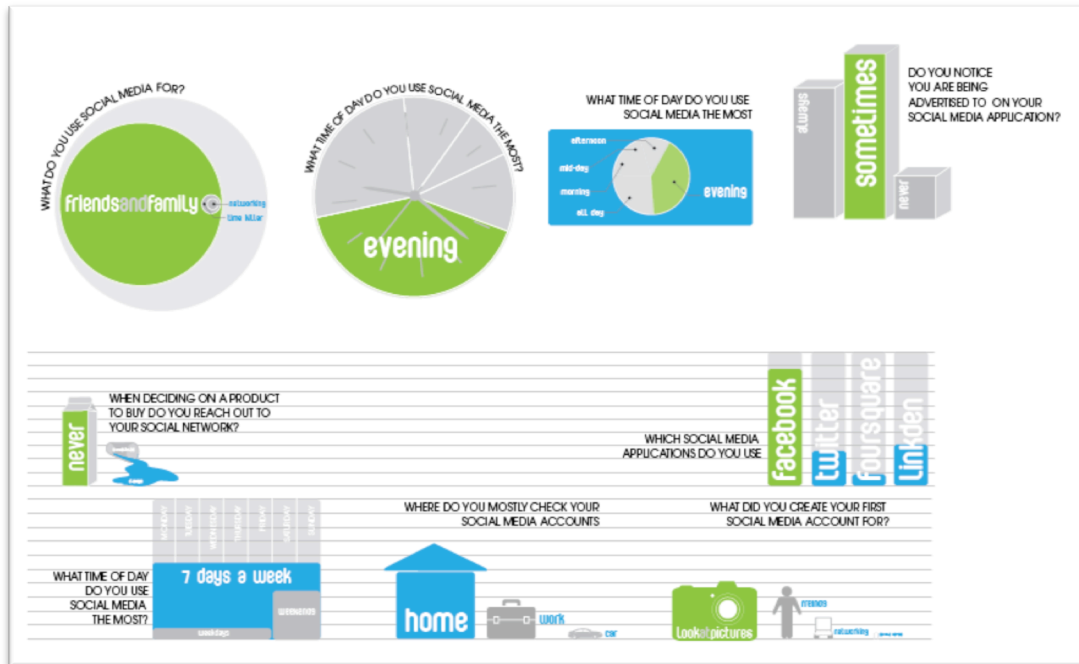 WHAT DO YOU USE SOCIAL MEDIA FOR?
friendsandfamily
networking
time killer
WHAT TIME OF DAY DO YOU USE SOCIAL MEDIA THE MOST?
evening
WHAT TIME OF DAY DO YOU USE
SOCIAL MEDIA THE MOST
afternoon
mid-day
morning
all day
evening
always
sometimes
never
DO YOU NOTICE
YOU ARE BEING
ADVERTISED TO ON YOUR
SOCIAL MEDIA APPLICATION?
never
WHEN DECIDING ON A PRODUCT
TO BUY DO YOU REACH OUT TO
YOUR SOCIAL NETWORK?
WHICH SOCIAL MEDIA
APPLICATIONS DO YOU USE
facebook
twitter
foursquare
Linkden
WHAT TIME OF DAY
DO YOU USE
SOCIAL MEDIA
THE MOST?
MONDAY
TUESDAY
WEDNESDAY
THURSDAY
FRIDAY
SATURDAY
SUNDAY
7 days a week
weekends
weekdays
WHERE DO YOU MOSTLY CHECK YOUR
SOCIAL MEDIA ACCOUNTS
home
work
car
WHAT DID YOU CREATE YOUR FIRST
SOCIAL MEDIA ACCOUNT FOR?
Lookatpictures
friends
networking